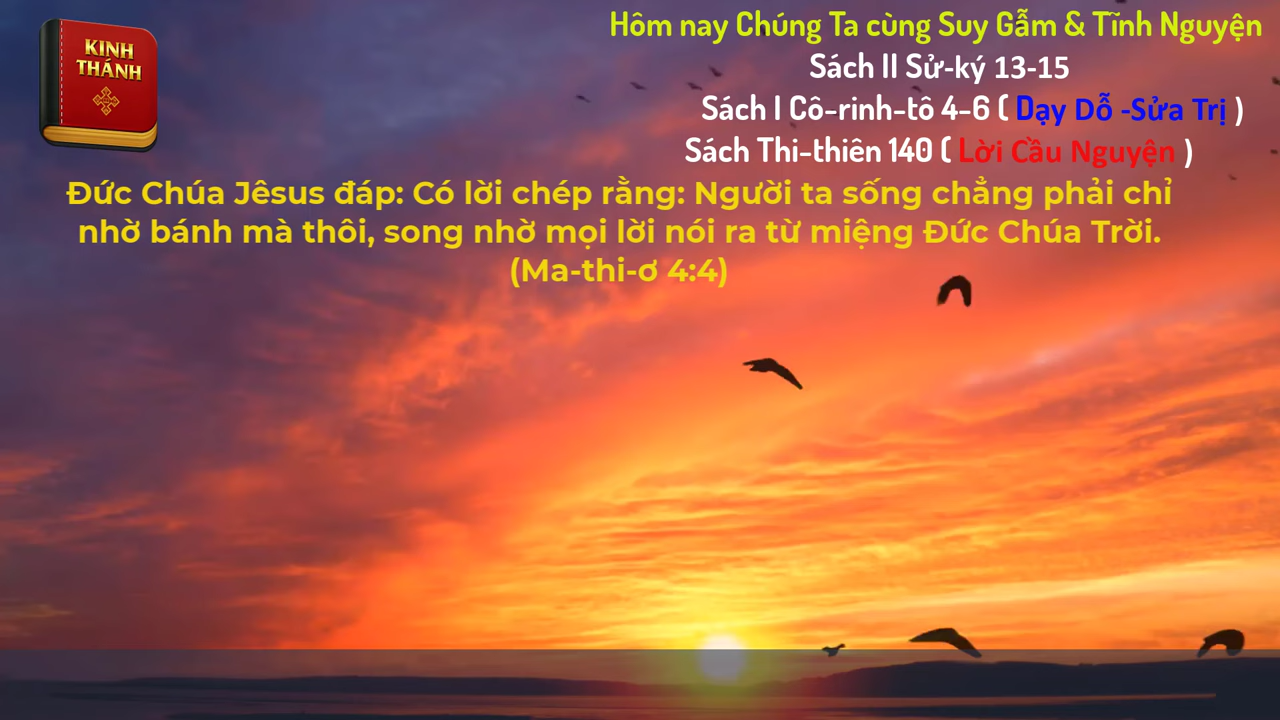 KINH
THÁNH
Hôm nay Chúng Ta cùng Suy Gẫm & Tĩnh Nguyện
Sách II Sử-ký 13-15
Sách I Cô-rinh-tô 4-6 ( Dạy Dỗ -Sửa Trị )
Sách Thi-thiên 140 ( Lời Cầu Nguyện )
Đức Chúa Jêsus đáp: Có lời chép rằng: Người ta sống chẳng phải chỉ
nhờ bánh mà thôi, song nhờ mọi lời nói ra từ miệng Đức Chúa Trời.
(Ma-thi-ơ 4:4)